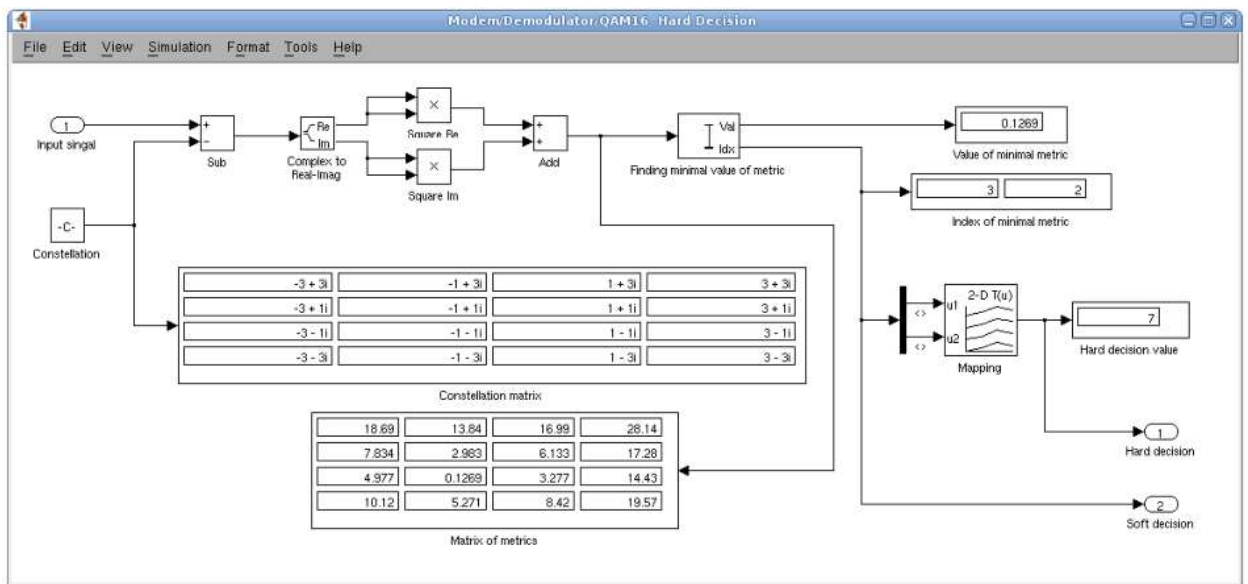 Modem/Demodulator/QAM16 Hard Decision
File Edit View Simulation Format Tools Help
1
Input singal
+
−
Sub
Re
Im
Complex to
Real-Imag
×
Square Re
×
Square Im
+
+
Add
Val
Idx
Finding minimal value of metric
0.1269
Value of minimal metric
3 2
Index of minimal metric
-C-
Constellation
-3 + 3i -1 + 3i 1 + 3i 3 + 3i
-3 + 1i -1 + 1i 1 + 1i 3 + 1i
-3 - 1i -1 - 1i 1 - 1i 3 - 1i
-3 - 3i -1 - 3i 1 - 3i 3 - 3i
Constellation matrix
<>
<>
2-D T(u)
u1
u2
Mapping
7
Hard decision value
18.69 13.84 16.99 28.14
7.834 2.983 6.133 17.28
4.977 0.1269 3.277 14.43
10.12 5.271 8.42 19.57
Matrix of metrics
1
Hard decision
2
Soft decision